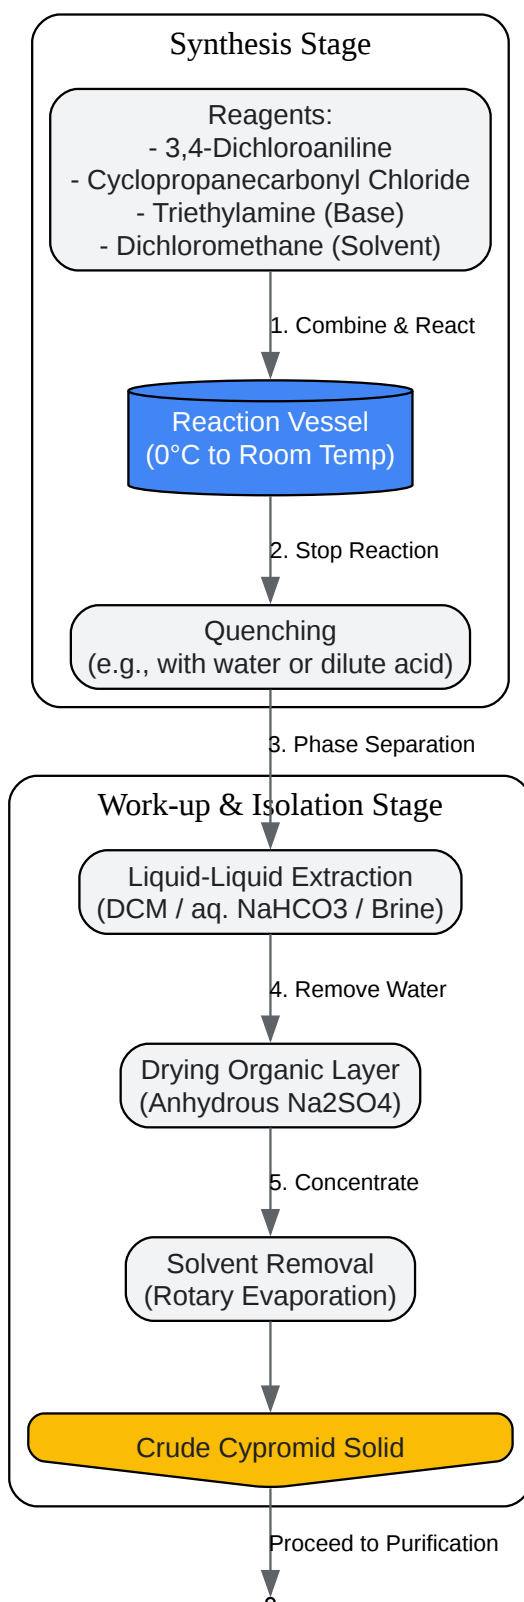 Synthesis Stage
Reagents:
- 3,4-Dichloroaniline
- Cyclopropanecarbonyl Chloride
- Triethylamine (Base)
- Dichloromethane (Solvent)
1. Combine & React
Reaction Vessel
(0°C to Room Temp)
2. Stop Reaction
Quenching
(e.g., with water or dilute acid)
3. Phase Separation
Work-up & Isolation Stage
Liquid-Liquid Extraction
(DCM / aq. NaHCO3 / Brine)
4. Remove Water
Drying Organic Layer
(Anhydrous Na2SO4)
5. Concentrate
Solvent Removal
(Rotary Evaporation)
Crude Cypromid Solid
Proceed to Purification